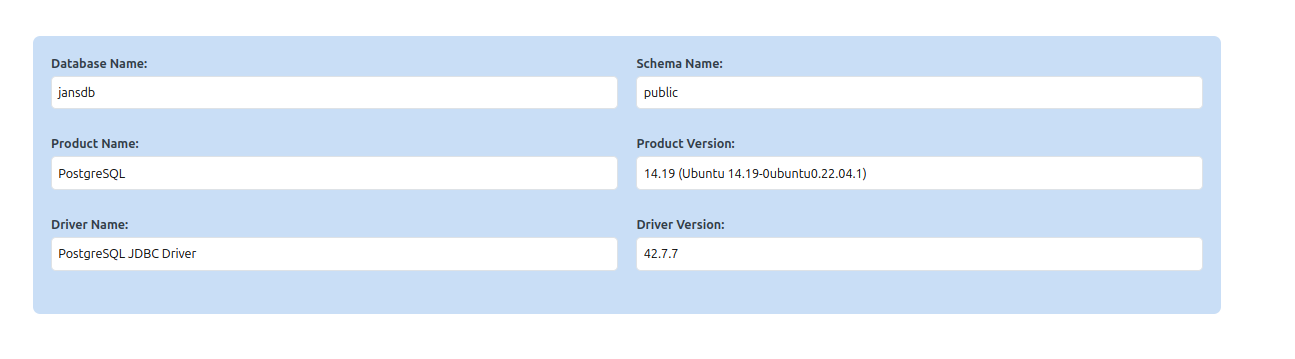 Database Name:
Schema Name:
jansdb
public
Product Name:
Product Version:
PostgreSQL
14.19 (Ubuntu 14.19-0ubuntu0.22.04.1)
Driver Name:
Driver Version:
PostgreSQL JDBC Driver
42.7.7